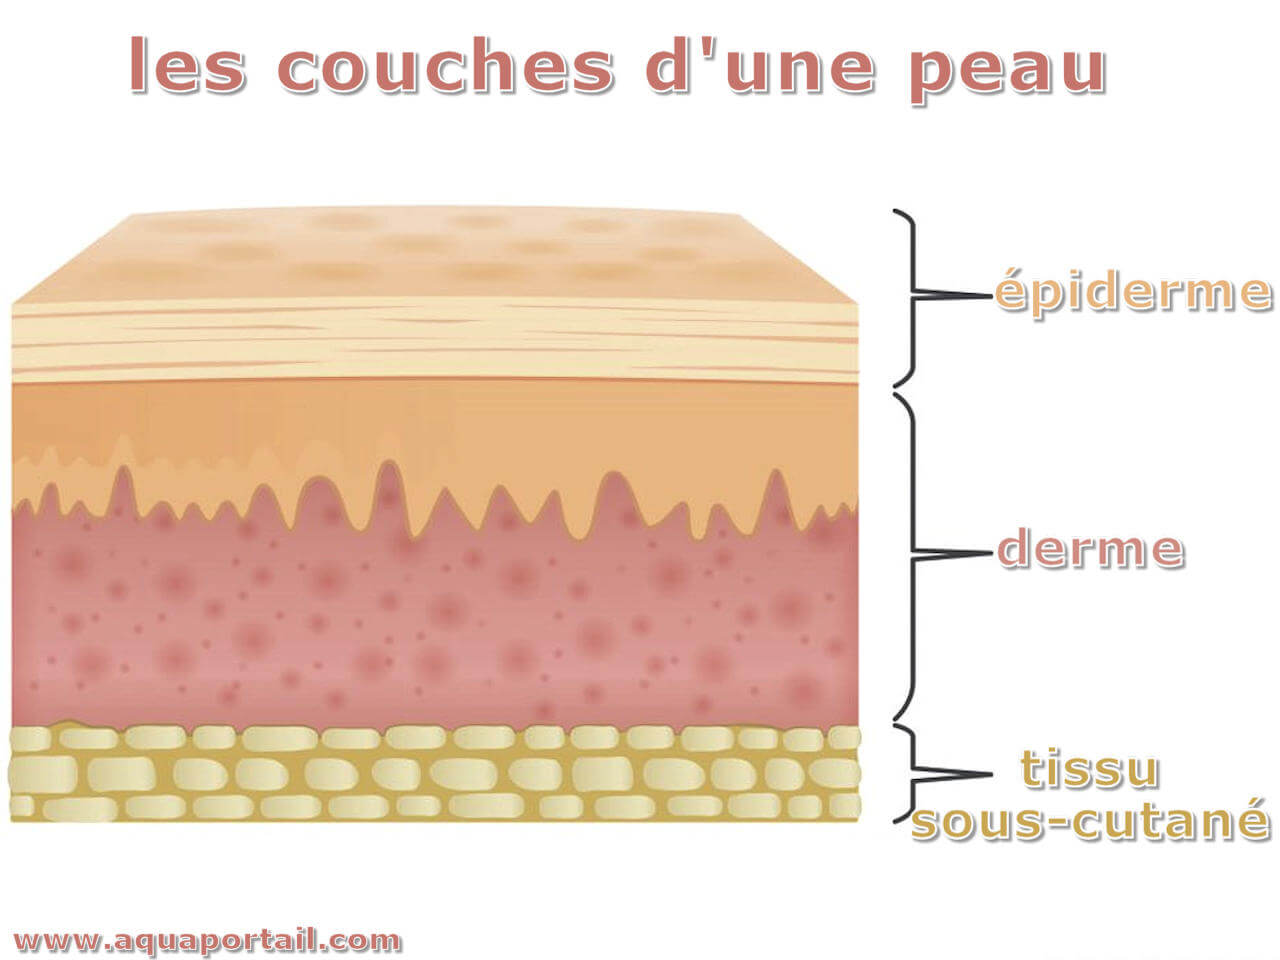 les couches d'une peau
épiderme
derme
tissu
sous-cutané
www.aquaportail.com